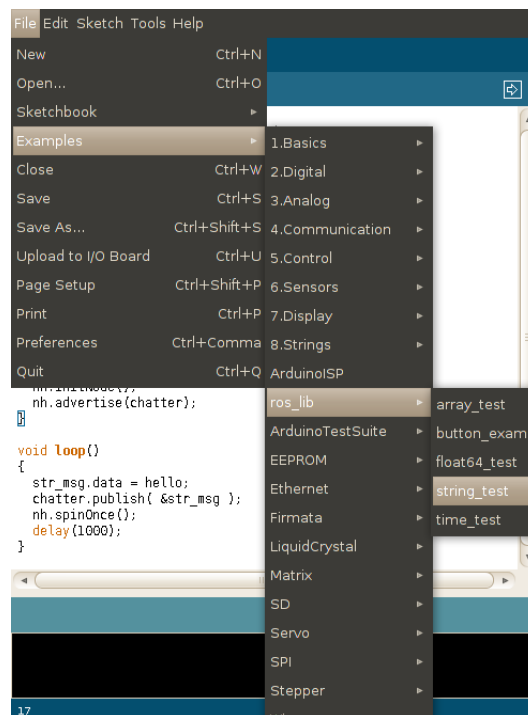 File Edit Sketch Tools Help
New Ctrl+N
Open... Ctrl+O
Sketchbook
Examples
Close Ctrl+W
Save Ctrl+S
Save As... Ctrl+Shift+S
Upload to I/O Board Ctrl+U
Page Setup Ctrl+Shift+P
Print Ctrl+P
Preferences Ctrl+Comma
Quit Ctrl+Q
1.Basics
2.Digital
3.Analog
4.Communication
5.Control
6.Sensors
7.Display
8.Strings
ArduinoISP
ros_lib
ArduinoTestSuite
EEPROM
Ethernet
Firmata
LiquidCrystal
Matrix
SD
Servo
SPI
Stepper
array_test
button_exam
float64_test
string_test
time_test
nh.initNode();
nh.advertise(chatter);
}
void loop()
{
str_msg.data = hello;
chatter.publish( &str_msg );
nh.spinOnce();
delay(1000);
}
17